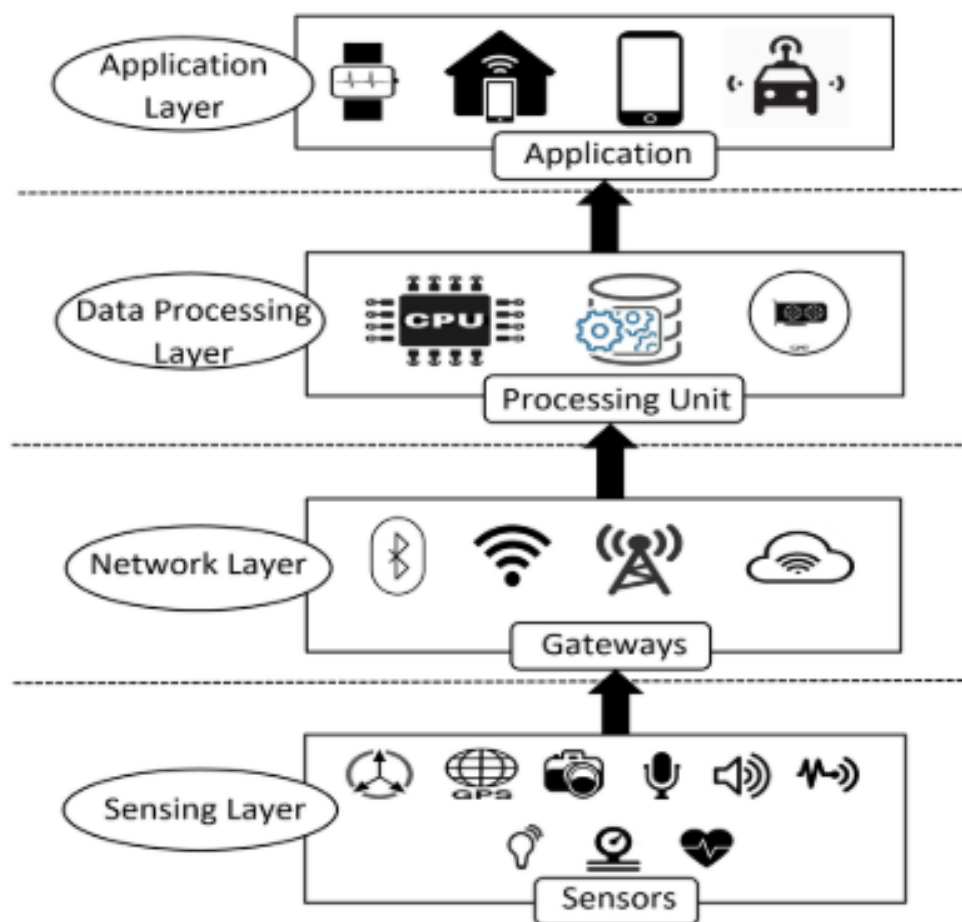 Application
Layer
Application
Data Processing
Layer
CPU
Processing Unit
Network Layer
Gateways
Sensing Layer
GPS
Sensors